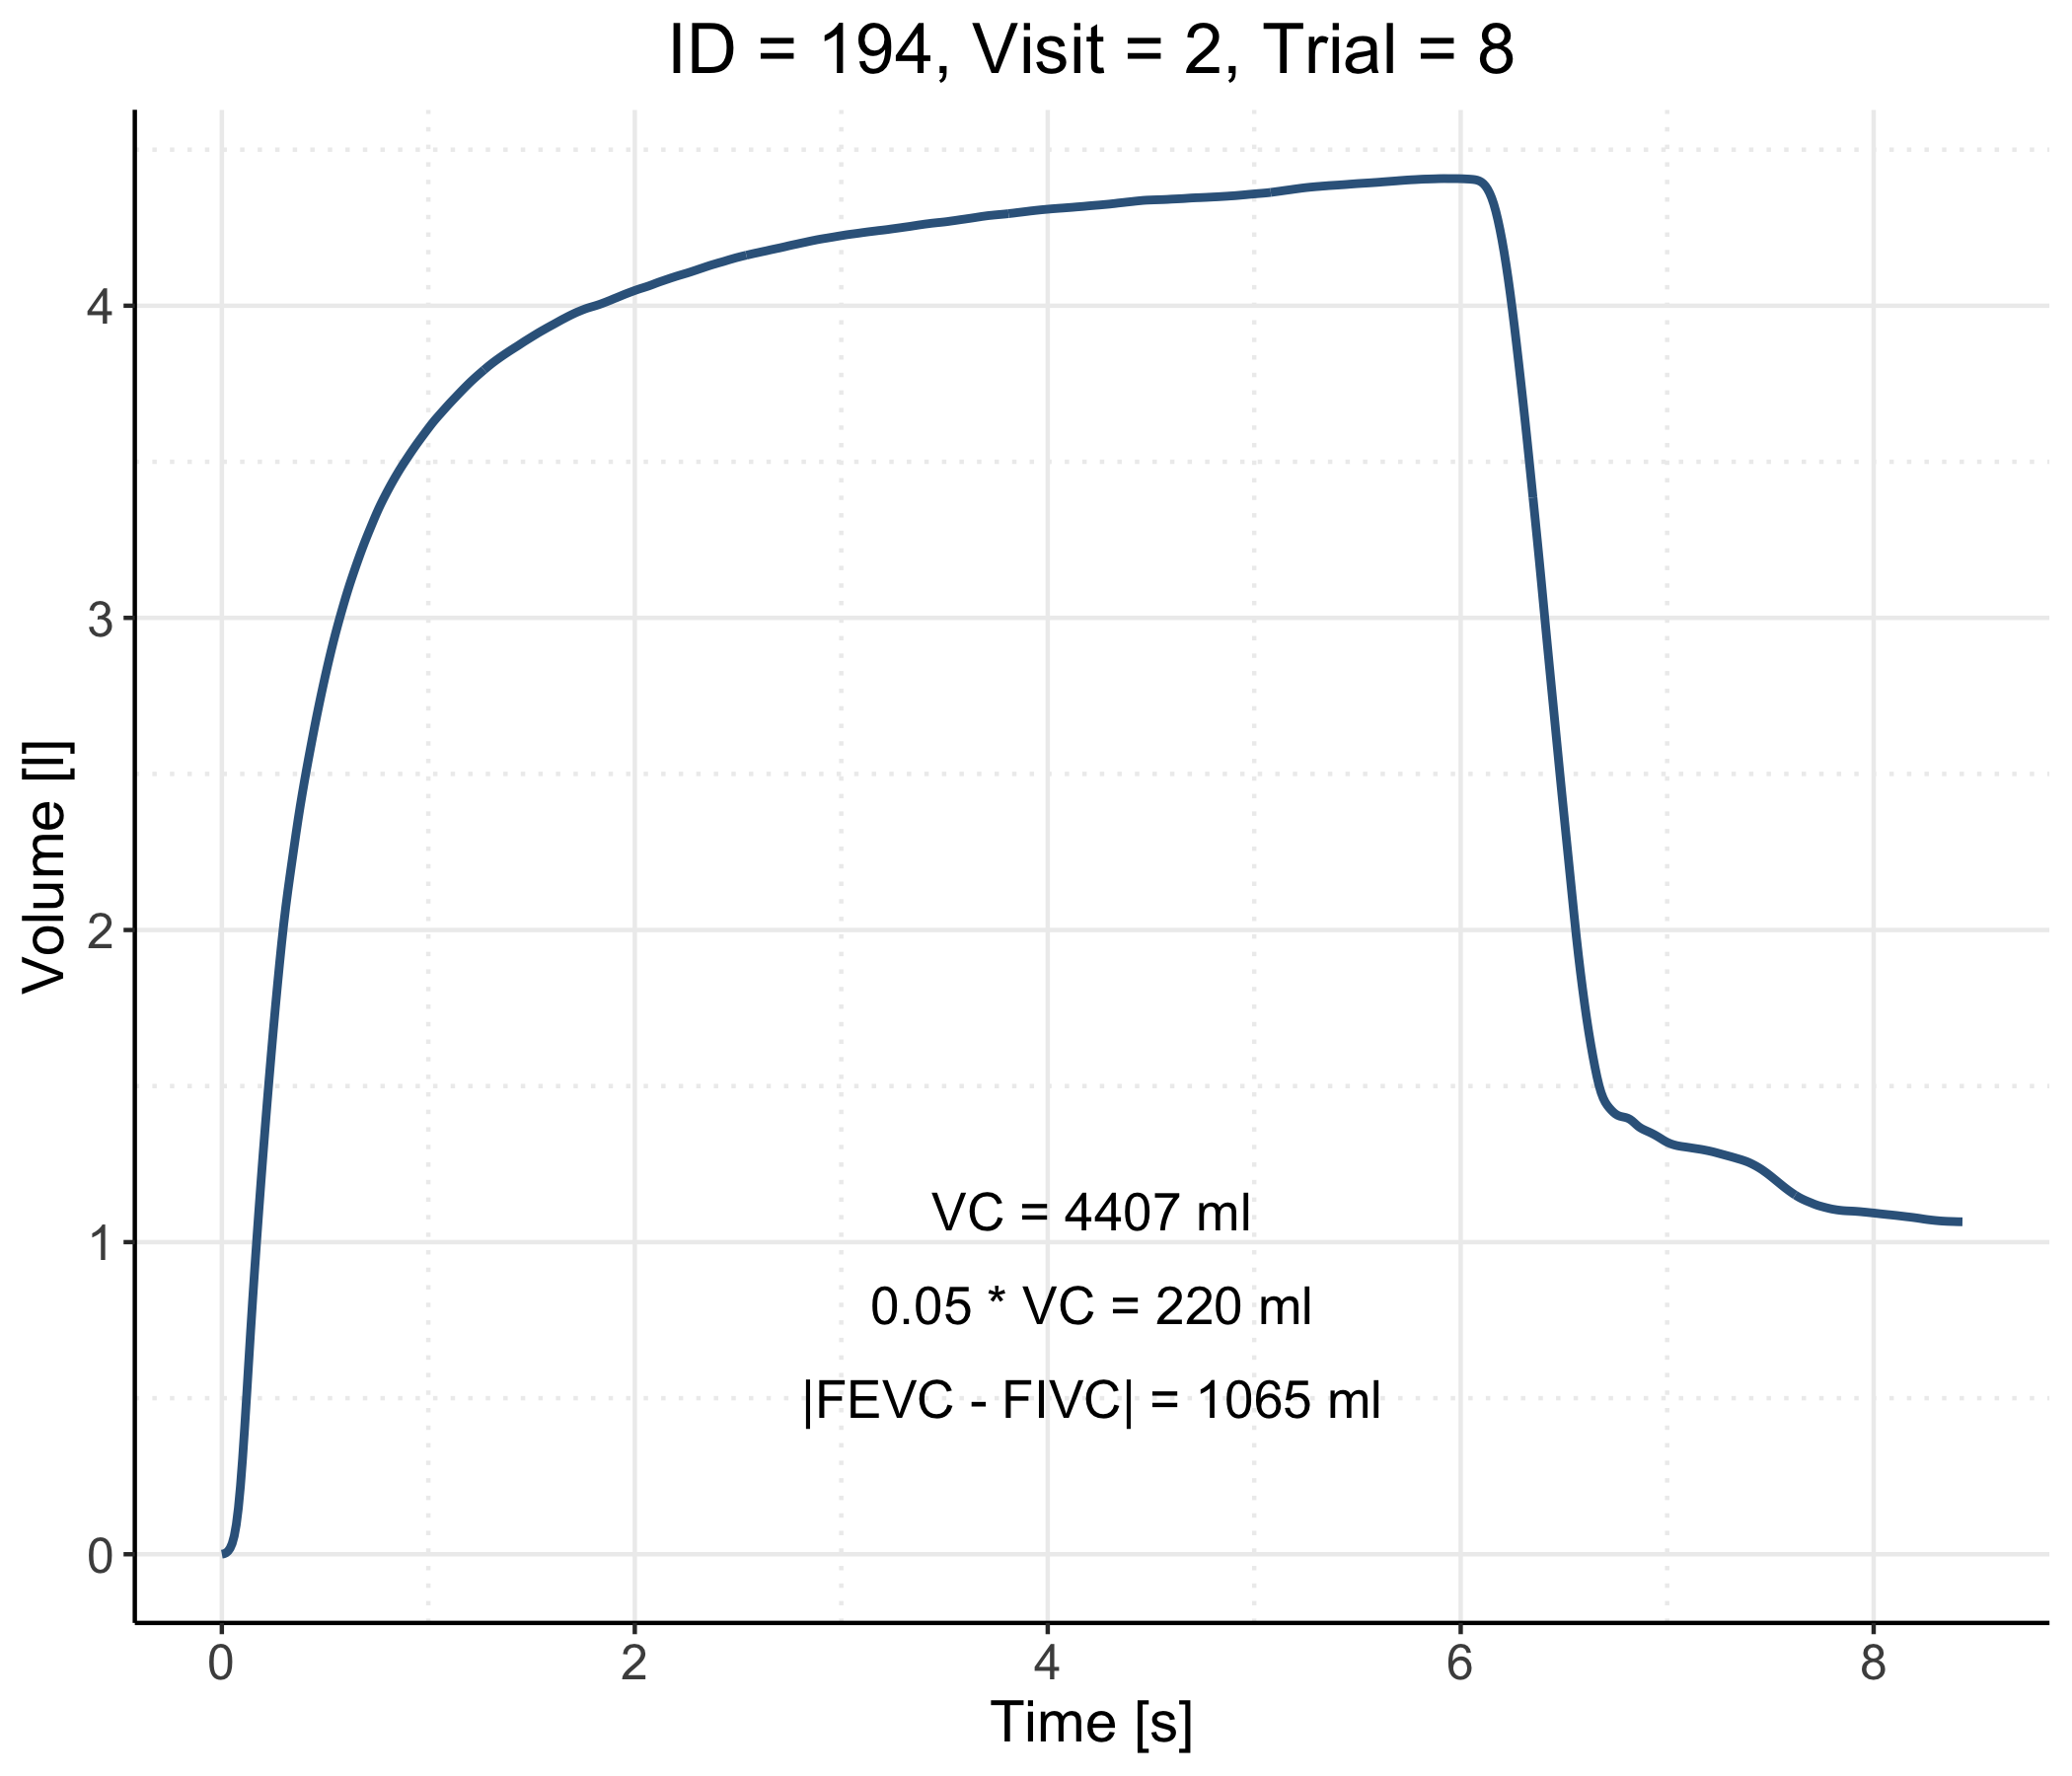 ID = 194, Visit = 2, Trial = 8
Volume [l]
4
3
2
1
0
VC = 4407 ml
0.05 * VC = 220 ml
|FEVC - FIVC| = 1065 ml
0 2 4 6 8
Time [s]